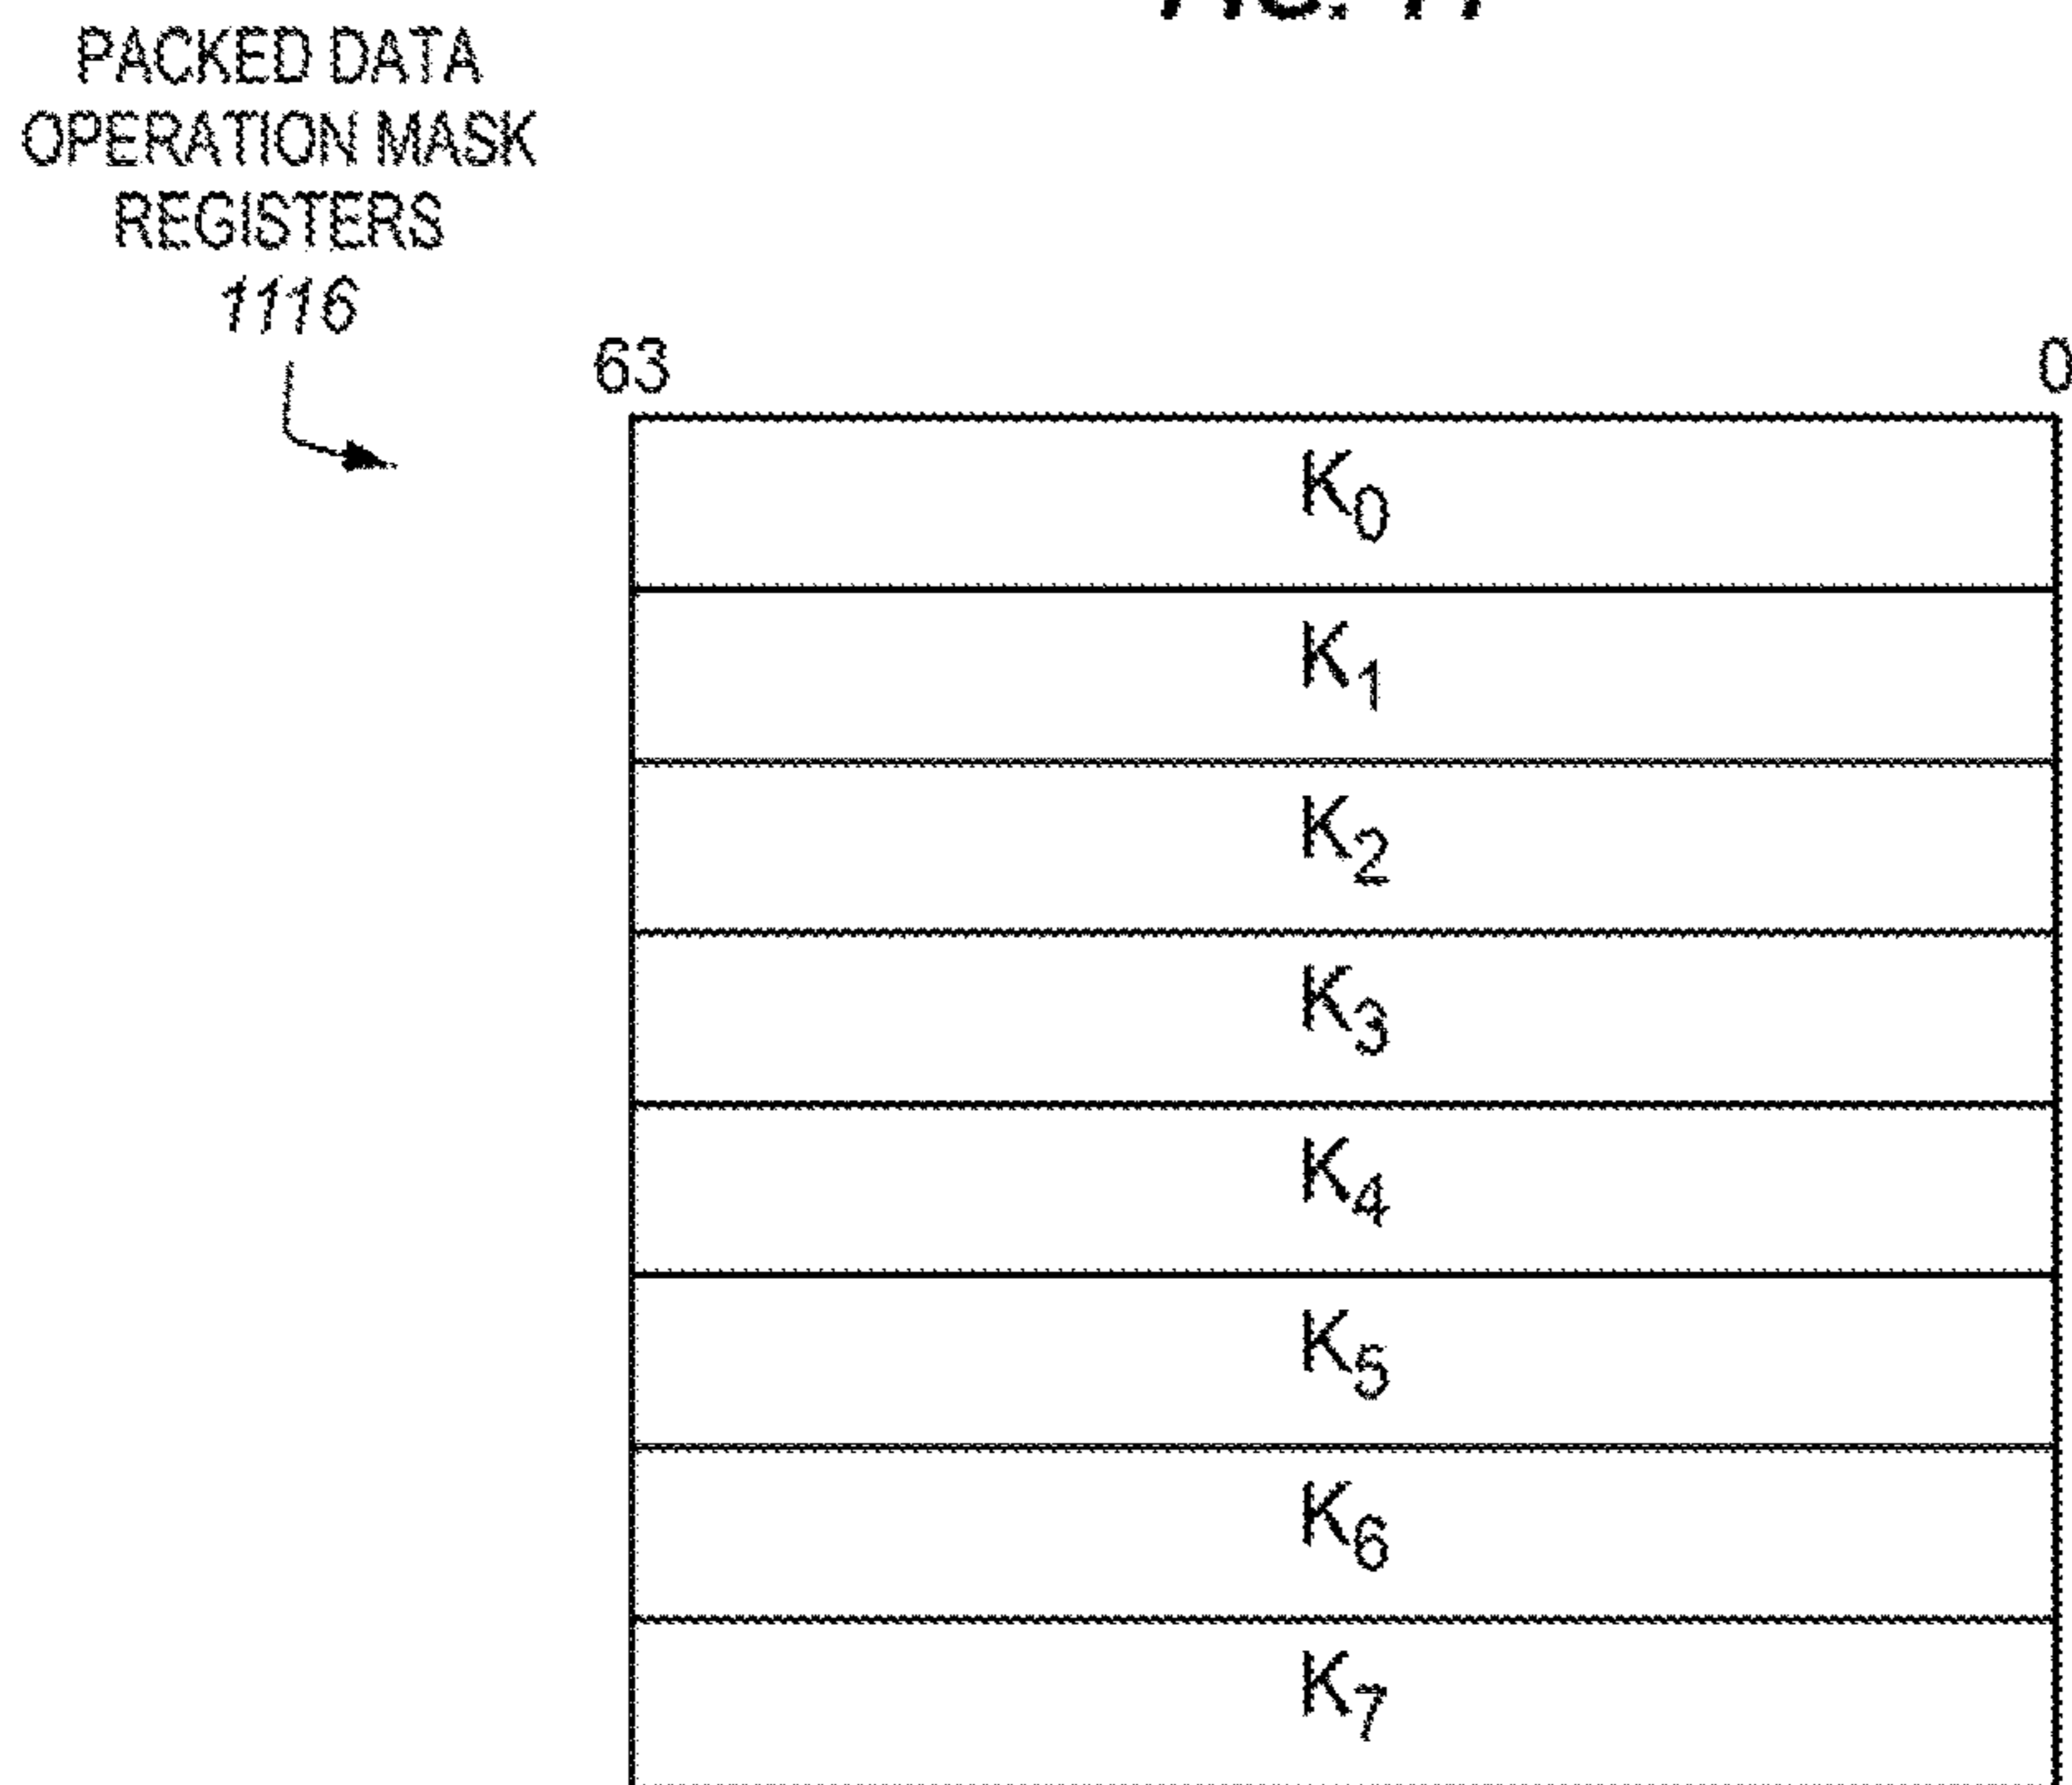 PACKED DATA
OPERATION MASK
REGISTERS
1116
63 0
K0
K1
K2
K3
K4
K5
K6
K7